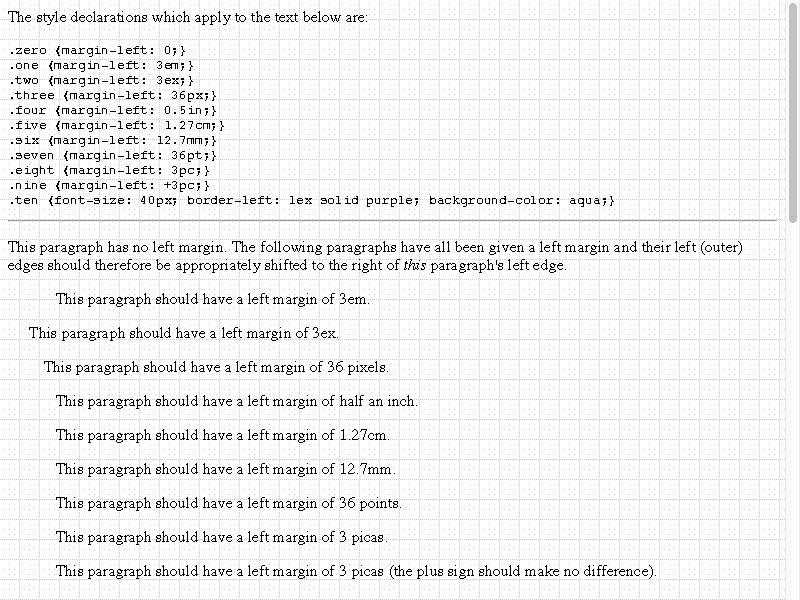 The style declarations which apply to the text below are:
.zero {margin-left: 0;}
.one {margin-left: 3em;}
.two {margin-left: 3ex;}
.three {margin-left: 36px;}
.four {margin-left: 0.5in;}
.five {margin-left: 1.27cm;}
.six {margin-left: 12.7mm;}
.seven {margin-left: 36pt;}
.eight {margin-left: 3pc;}
.nine {margin-left: +3pc;}
.ten {font-size: 40px; border-left: 1ex solid purple; background-color: aqua;}
This paragraph has no left margin. The following paragraphs have all been given a left margin and their left (outer)
edges should therefore be appropriately shifted to the right of this paragraph's left edge.
This paragraph should have a left margin of 3em.
This paragraph should have a left margin of 3ex.
This paragraph should have a left margin of 36 pixels.
This paragraph should have a left margin of half an inch.
This paragraph should have a left margin of 1.27cm.
This paragraph should have a left margin of 12.7mm.
This paragraph should have a left margin of 36 points.
This paragraph should have a left margin of 3 picas.
This paragraph should have a left margin of 3 picas (the plus sign should make no difference).